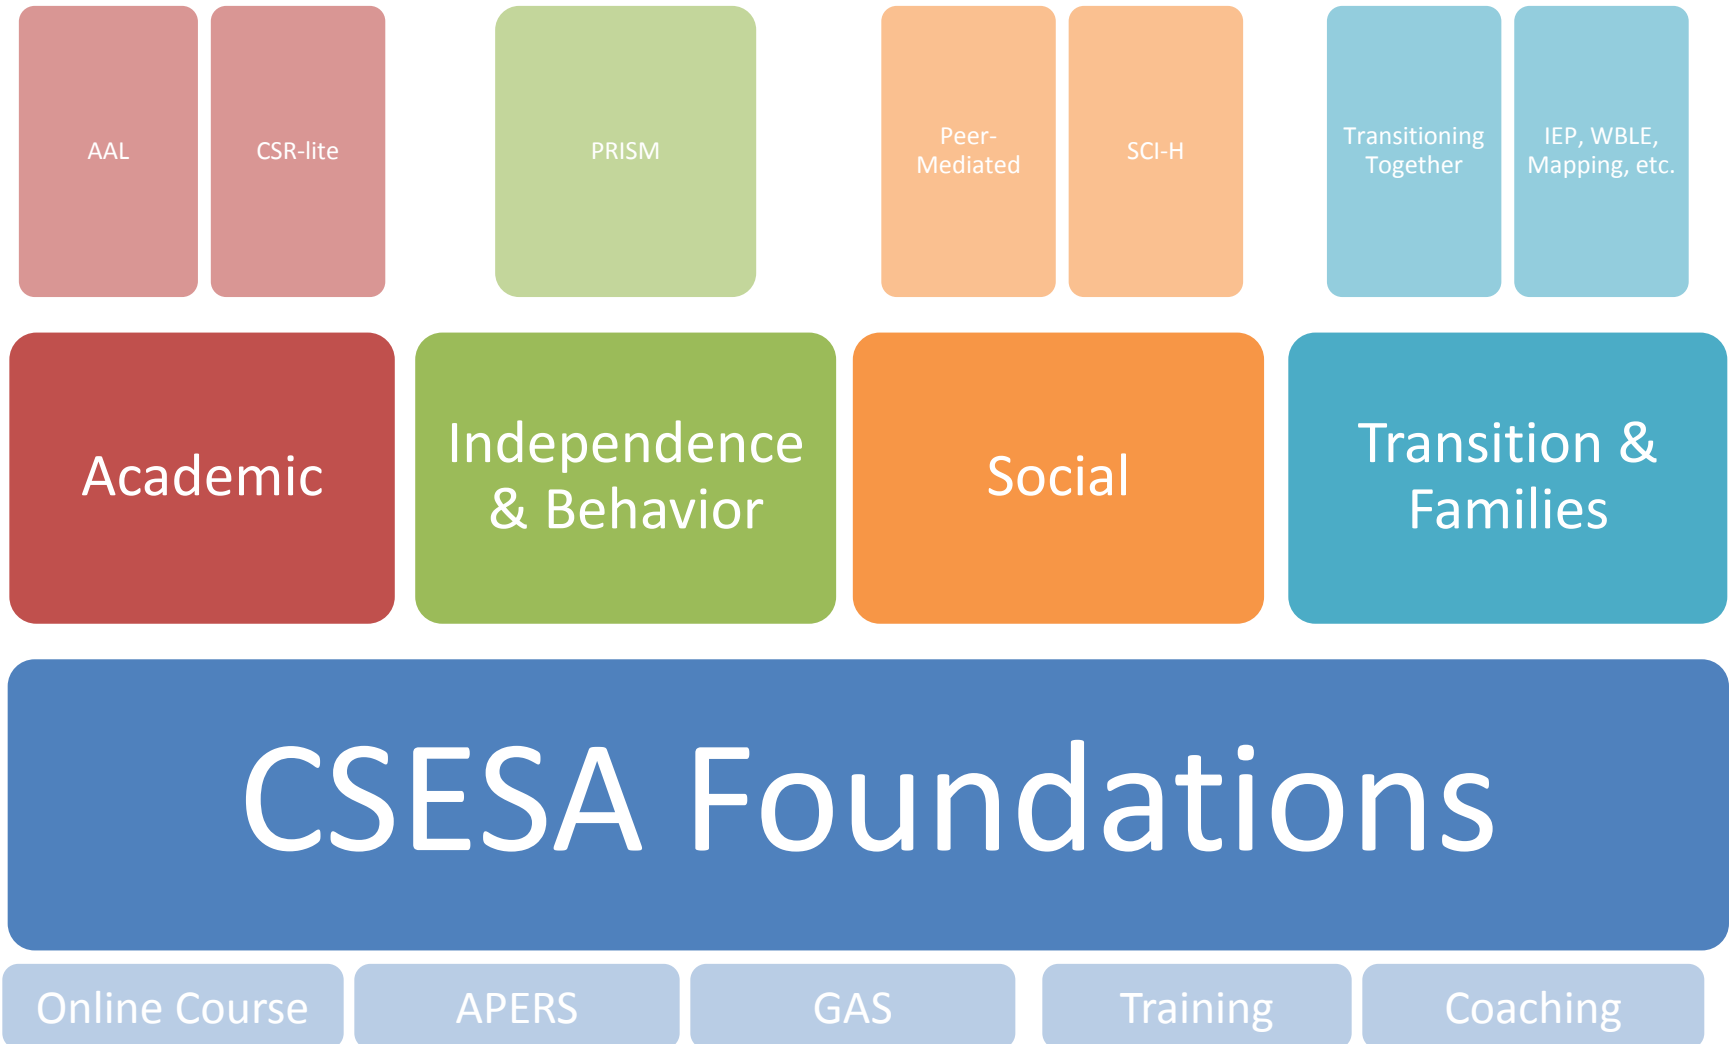 AAL
CSR-lite
PRISM
Peer-
Mediated
SCI-H
Transitioning
Together
IEP, WBLE,
Mapping, etc.
Academic
Independence
& Behavior
Social
Transition &
Families
CSESA Foundations
Online Course
APERS
GAS
Training
Coaching